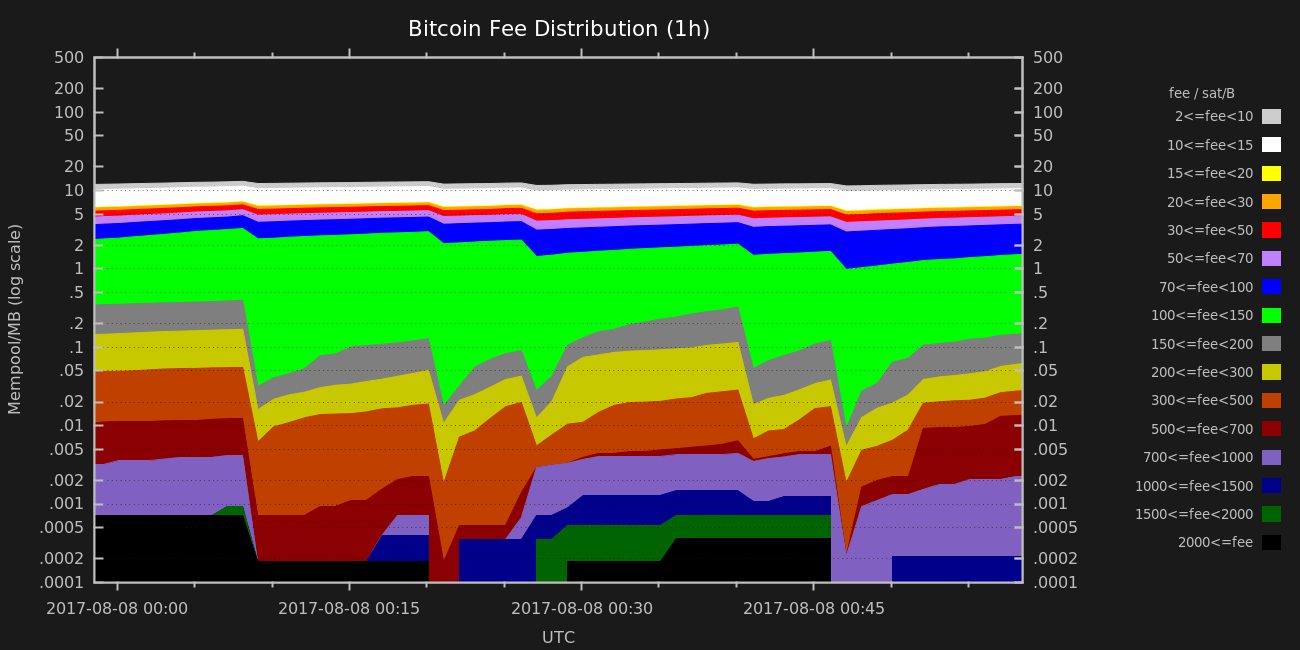 Bitcoin Fee Distribution (1h)
500 500
200 200
100 100
50 50
20 20
10 10
5 5
2 2
1 1
.5 .5
.2 .2
.1 .1
.05 .05
.02 .02
.01 .01
.005 .005
.002 .002
.001 .001
.0005 .0005
.0002 .0002
.0001 .0001
Mempool/MB (log scale)
2017-08-08 00:00 2017-08-08 00:15 2017-08-08 00:30 2017-08-08 00:45
UTC
fee / sat/B
2<=fee<10
10<=fee<15
15<=fee<20
20<=fee<30
30<=fee<50
50<=fee<70
70<=fee<100
100<=fee<150
150<=fee<200
200<=fee<300
300<=fee<500
500<=fee<700
700<=fee<1000
1000<=fee<1500
1500<=fee<2000
2000<=fee